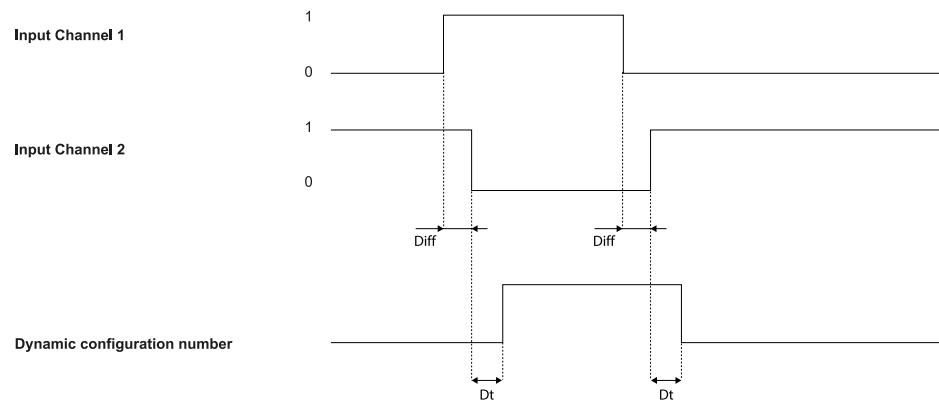 Input Channel 1
1
0
Input Channel 2
1
0
Diff
Diff
Dynamic configuration number
Dt
Dt